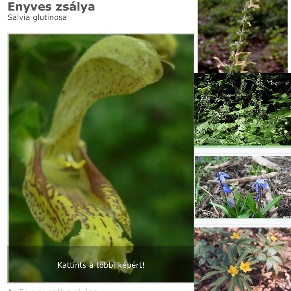 Enyves zsálya
Salvia glutinosa
Kattints a többi képért!